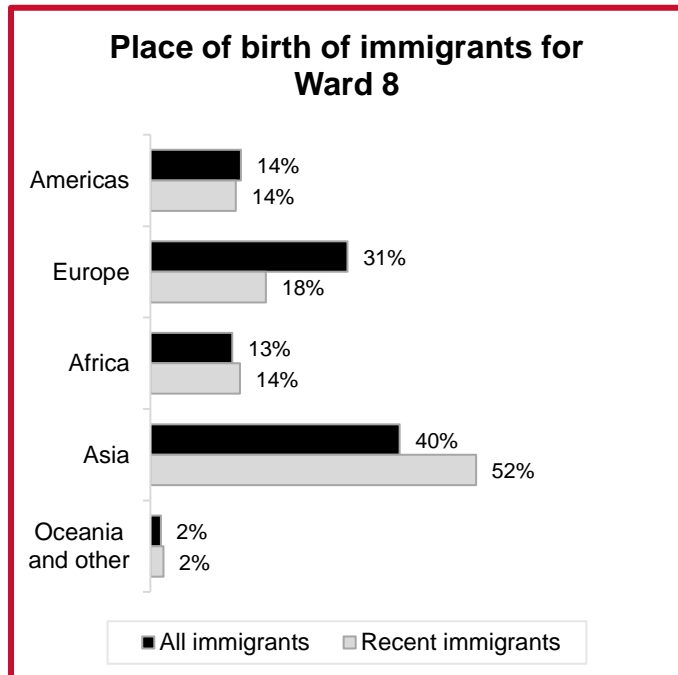 Place of birth of immigrants for
Ward 8
Americas
14%
14%
Europe
31%
18%
Africa
13%
14%
Asia
40%
52%
Oceania
and other
2%
2%
All immigrants
Recent immigrants